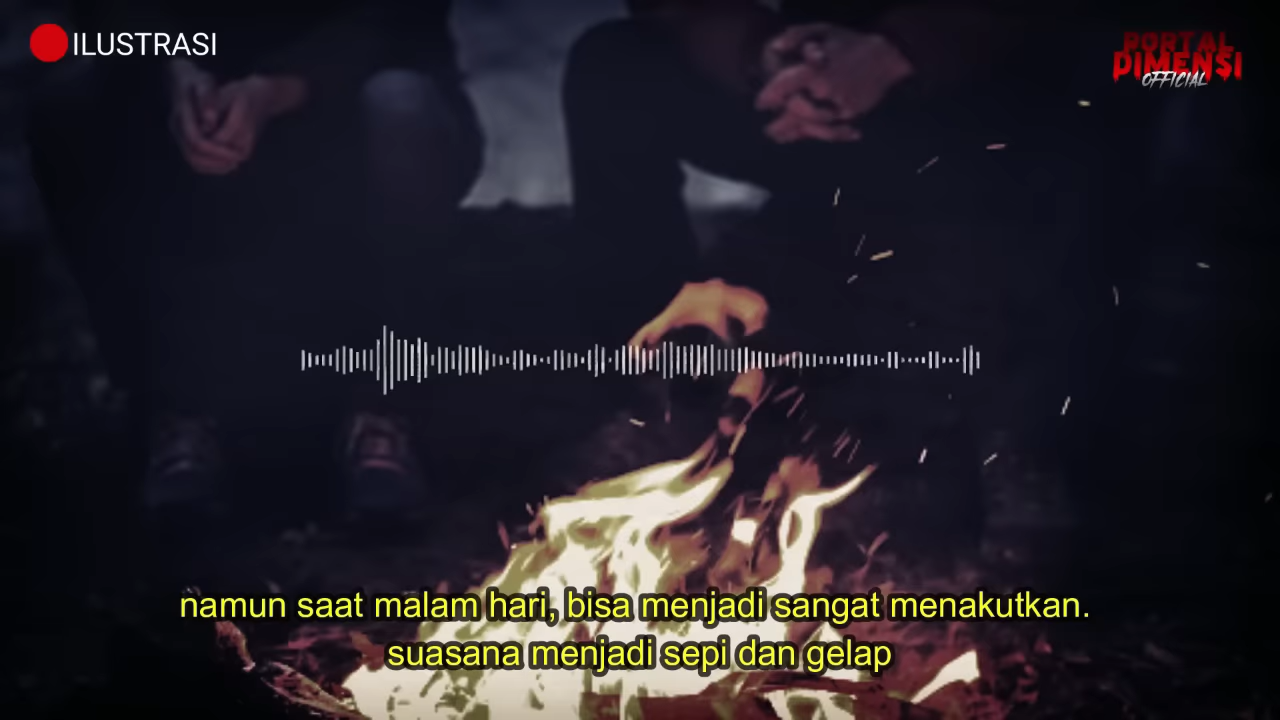 ILUSTRASI
PORTAL
DIMENSI
OFFICIAL
namun saat malam hari, bisa menjadi sangat menakutkan.
suasana menjadi sepi dan gelap